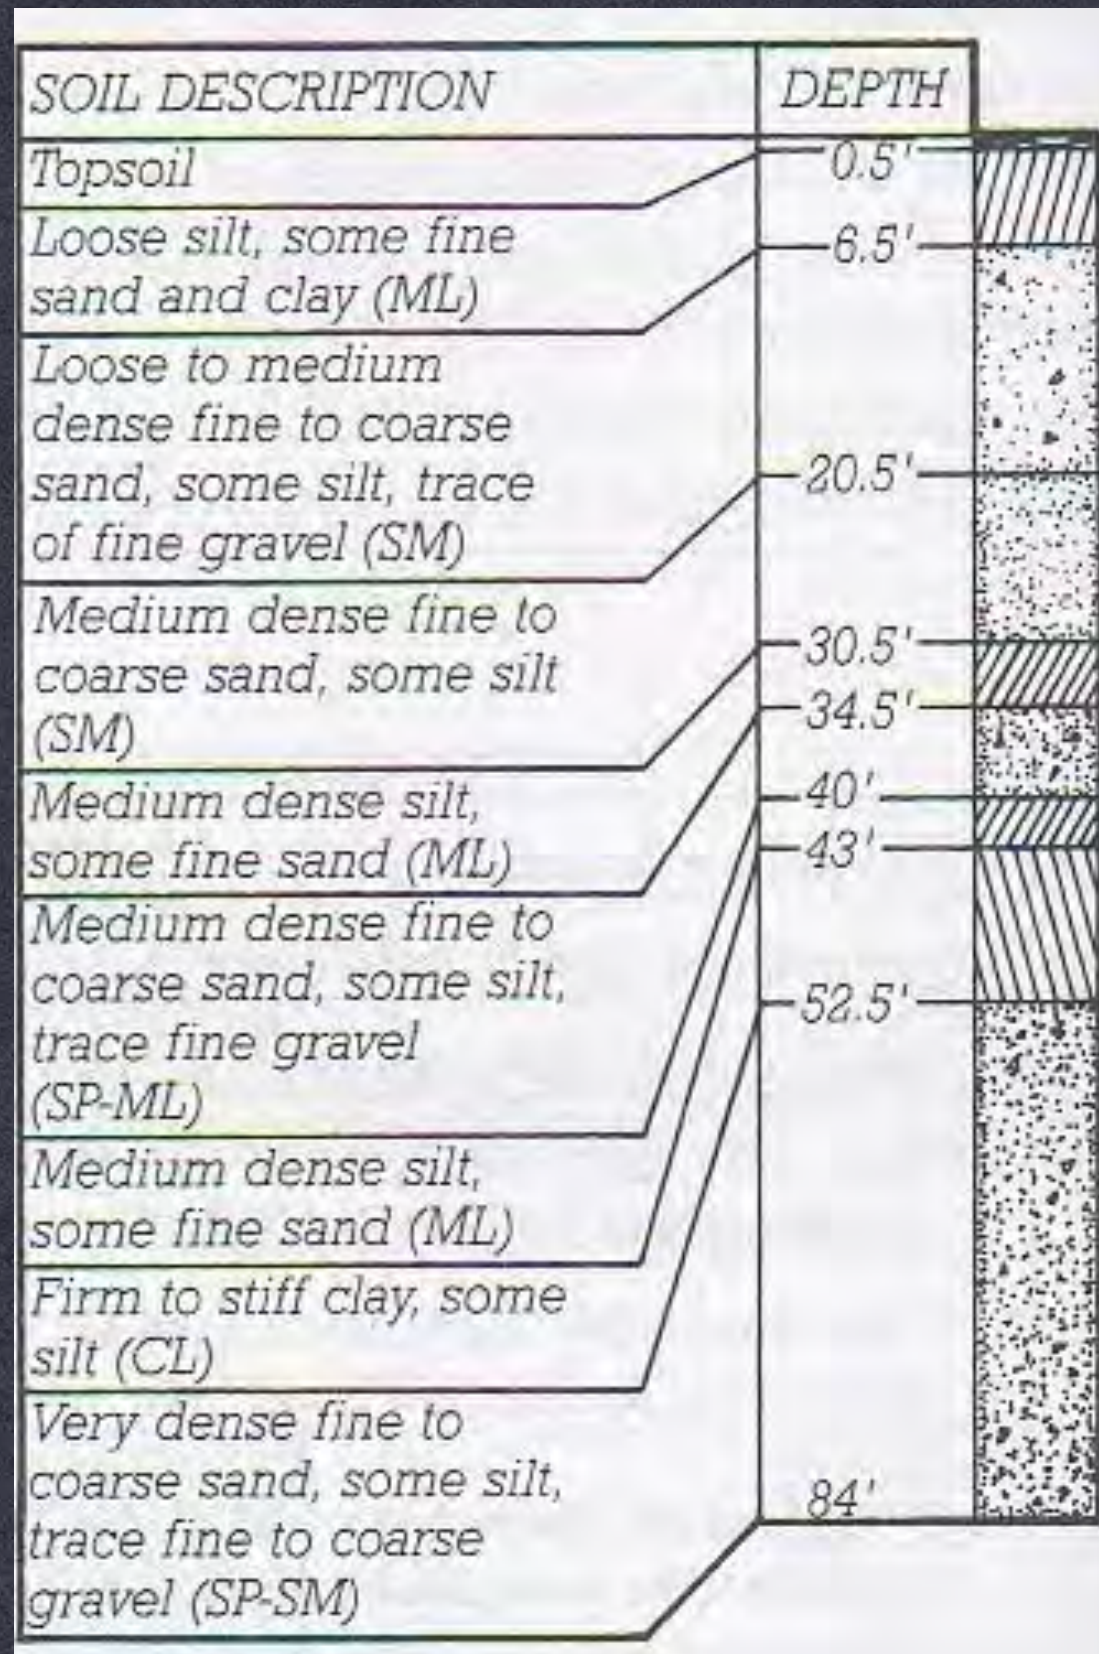 SOIL DESCRIPTION
DEPTH
Topsoil
0.5'
Loose silt, some fine
sand and clay (ML)
6.5'
Loose to medium
dense fine to coarse
sand, some silt, trace
of fine gravel (SM)
20.5'
Medium dense fine to
coarse sand, some silt
(SM)
30.5'
Medium dense silt,
some fine sand (ML)
34.5'
Medium dense fine to
coarse sand, some silt,
trace fine gravel
(SP-ML)
40'
Medium dense silt,
some fine sand (ML)
43'
Firm to stiff clay, some
silt (CL)
52.5'
Very dense fine to
coarse sand, some silt,
trace fine to coarse
gravel (SP-SM)
84'